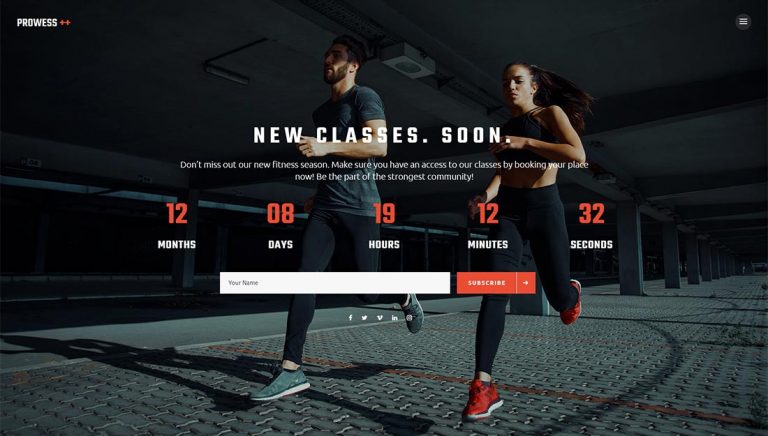 PROWESS ++
NEW CLASSES. SOON.
Don't miss out our new fitness season. Make sure you have an access to our classes by booking your place
now! Be the part of the strongest community!
12 08 19 12 32
MONTHS DAYS HOURS MINUTES SECONDS
Your Name SUBSCRIBE